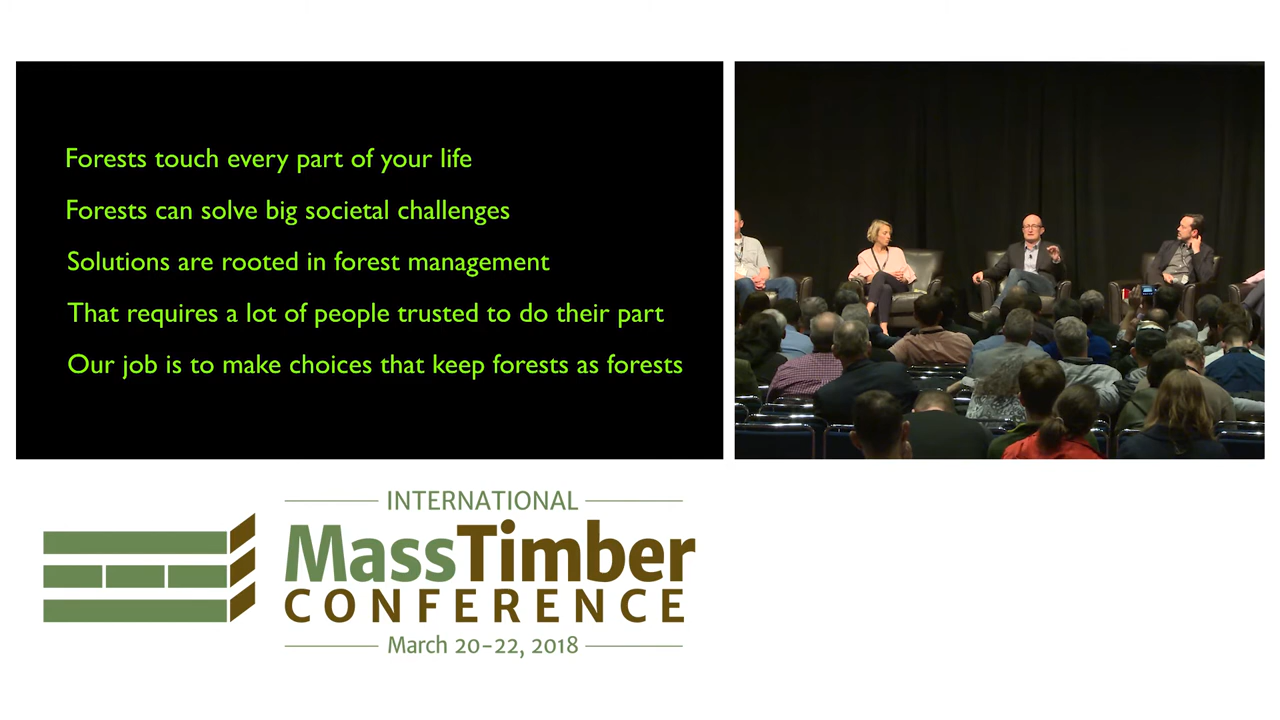 Forests touch every part of your life
Forests can solve big societal challenges
Solutions are rooted in forest management
That requires a lot of people trusted to do their part
Our job is to make choices that keep forests as forests
INTERNATIONAL
MassTimber
CONFERENCE
March 20-22, 2018